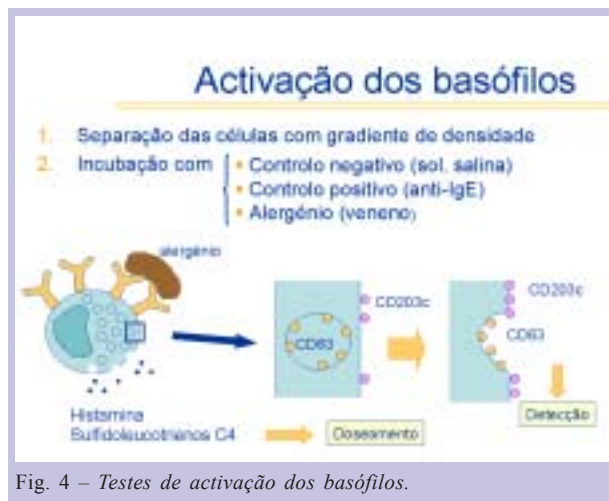 Activação dos basófilos
1. Separação das células com gradiente de densidade
2. Incubação com
• Controlo negativo (sol. salina)
• Controlo positivo (anti-IgE)
• Alergénio (veneno)
alergénio
CD203c
CD63
CD203c
CD63
Histamina
Sulfidoleucotrienos C4
Doseamento
Detecção
Fig. 4 – Testes de activação dos basófilos.